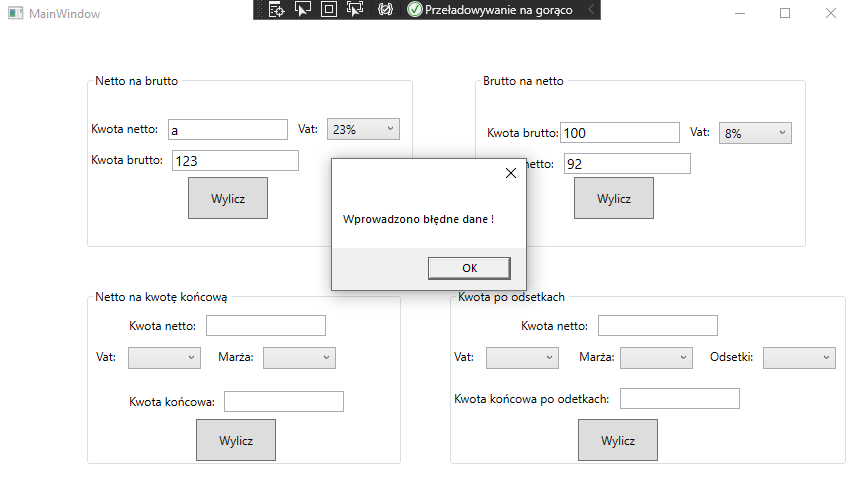 MainWindow
Przeładowywanie na gorąco
Netto na brutto
Kwota netto: a Vat: 23%
Kwota brutto: 123
Wylicz
Brutto na netto
Kwota brutto: 100 Vat: 8%
netto: 92
Wylicz
Wprowadzono błędne dane !
OK
Netto na kwotę końcową
Kwota netto:
Vat: Marża:
Kwota końcowa:
Wylicz
Kwota po odsetkach
Kwota netto:
Vat: Marża: Odsetki:
Kwota końcowa po odetkach:
Wylicz